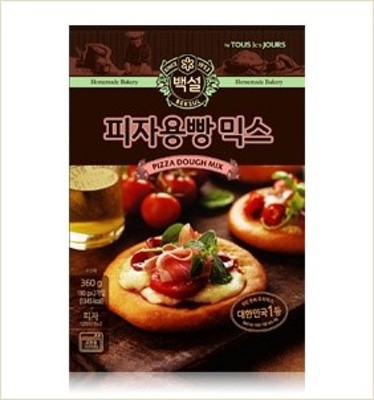 by TOUS les JOURS
SINCE 1953
Homemade Bakery
백설
BEKSUL
Homemade Bakery
피자용빵 믹스
PIZZA DOUGH MIX
360 g
피자
대한민국 1등